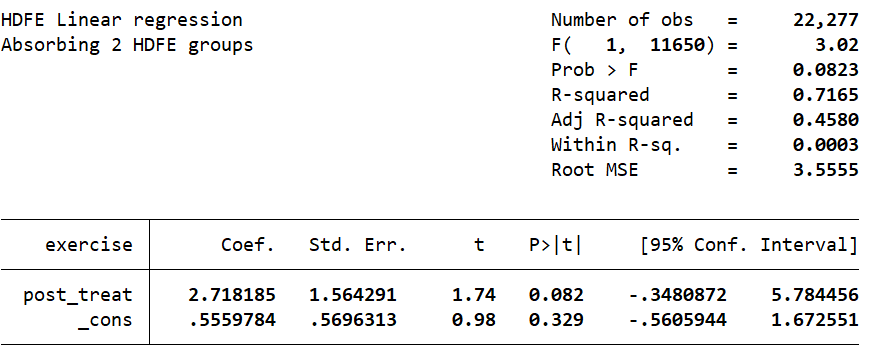 HDFE Linear regression Number of obs = 22,277
Absorbing 2 HDFE groups F( 1, 11650) = 3.02
Prob > F = 0.0823
R-squared = 0.7165
Adj R-squared = 0.4580
Within R-sq. = 0.0003
Root MSE = 3.5555
exercise Coef. Std. Err. t P>|t| [95% Conf. Interval]
post_treat 2.718185 1.564291 1.74 0.082 -.3480872 5.784456
_cons .5559784 .5696313 0.98 0.329 -.5605944 1.672551